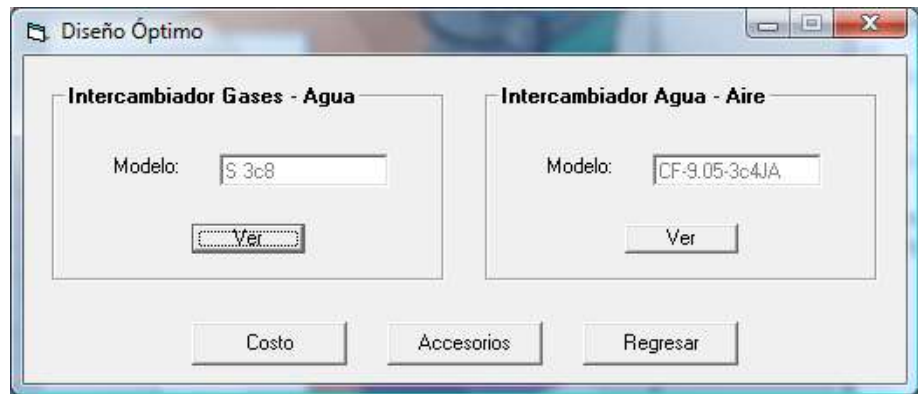 Diseño Óptimo
Intercambiador Gases - Agua
Modelo: S 3c8
Ver
Intercambiador Agua - Aire
Modelo: CF-9.05-3c4JA
Ver
Costo Accesorios Regresar